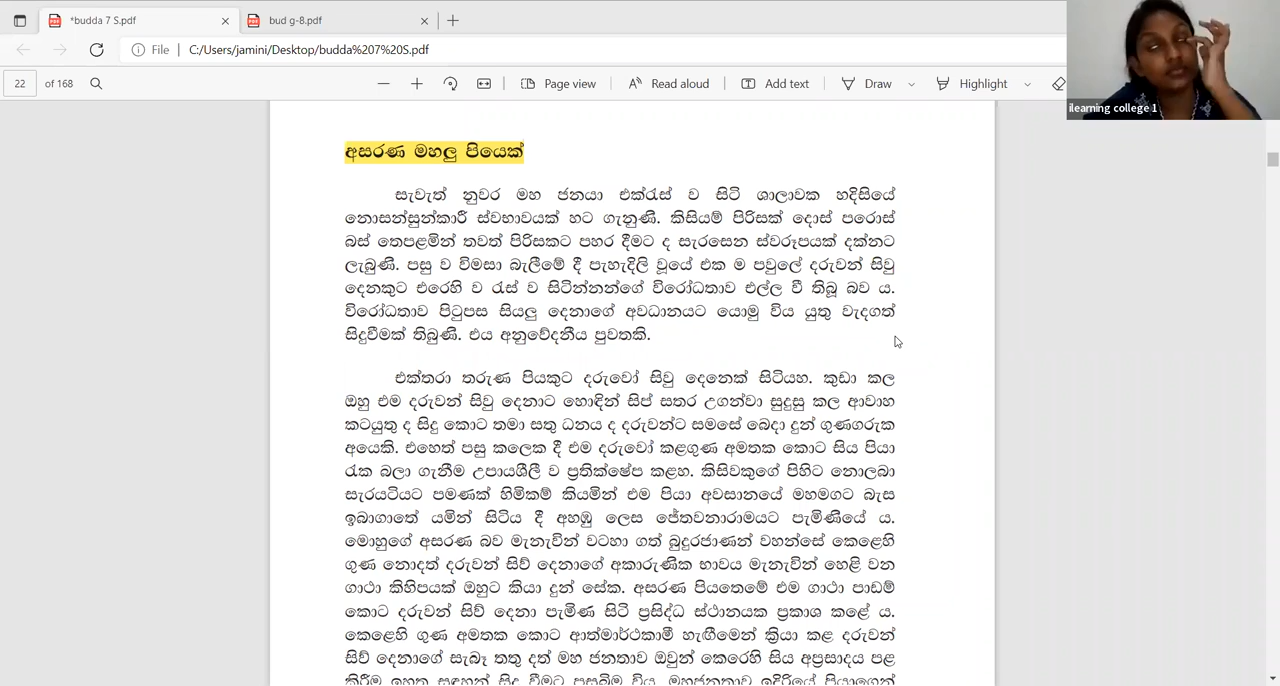 *budda 7 S.pdf
bud g-8.pdf
File
C:/Users/jamini/Desktop/budda%207%20S.pdf
22 of 168
Page view
Read aloud
Add text
Draw
Highlight
ilearning college 1
අසරණ මහලු පියෙක්
සැවැත් නුවර මහ ජනයා එක්රැස් ව සිටි ශාලාවක හදිසියේ
නොසන්සුන්කාරී ස්වභාවයක් හට ගැනුණි. කිසියම් පිරිසක් දොස් පරොස්
බස් තෙපළමින් තවත් පිරිසකට පහර දීමට ද සැරසෙන ස්වරූපයක් දක්නට
ලැබුණි. පසු ව විමසා බැලීමේ දී පැහැදිලි වූයේ එක ම පවුලේ දරුවන් සිවු
දෙනකුට එරෙහි ව රැස් ව සිටින්නන්ගේ විරෝධතාව එල්ල වී තිබූ බව ය.
විරෝධතාව පිටුපස සියලු දෙනාගේ අවධානයට යොමු විය යුතු වැදගත්
සිදුවීමක් තිබුණි. එය අනුවේදනීය පුවතකි.
එක්තරා තරුණ පියකුට දරුවෝ සිවු දෙනෙක් සිටියහ. කුඩා කල
ඔහු එම දරුවන් සිවු දෙනාට හොඳින් සිප් සතර උගන්වා සුදුසු කල ආවාහ
කටයුතු ද සිදු කොට තමා සතු ධනය ද දරුවන්ට සමසේ බෙදා දුන් ගුණගරුක
අයෙකි. එහෙත් පසු කලෙක දී එම දරුවෝ කළගුණ අමතක කොට සිය පියා
රැක බලා ගැනීම උපායශීලී ව ප්‍රතික්ෂේප කළහ. කිසිවකුගේ පිහිට නොලබා
සැරයටියට පමණක් හිමිකම් කියමින් එම පියා අවසානයේ මහමගට බැස
ඉබාගාතේ යමින් සිටිය දී අහඹු ලෙස ජේතවනාරාමයට පැමිණියේ ය.
මොහුගේ අසරණ බව මැනැවින් වටහා ගත් බුදුරජාණන් වහන්සේ කෙළෙහි
ගුණ නොදත් දරුවන් සිව් දෙනාගේ අකාරුණික භාවය මැනැවින් හෙළි වන
ගාථා කිහිපයක් ඔහුට කියා දුන් සේක. අසරණ පියතෙමේ එම ගාථා පාඩම්
කොට දරුවන් සිව් දෙනා පැමිණ සිටි ප්‍රසිද්ධ ස්ථානයක ප්‍රකාශ කළේ ය.
කෙළෙහි ගුණ අමතක කොට ආත්මාර්ථකාමී හැඟීමෙන් ක්‍රියා කළ දරුවන්
සිව් දෙනාගේ සැබෑ තතු දත් මහ ජනතාව ඔවුන් කෙරෙහි සිය අප්‍රසාදය පළ
කිරීම ඉහත සඳහන් සිදු වීමට පසුබිම විය. මහජනතාව ඉදිරියේ පියාගෙන්